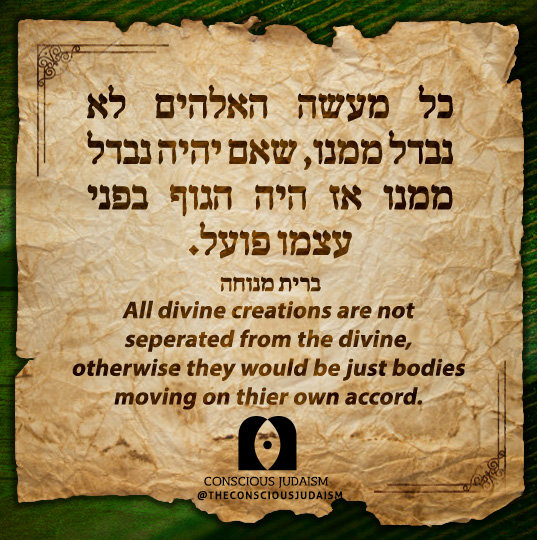 כל מעשה האלהים לא
נבדל ממנו, שאם יהיה נבדל
ממנו אז היה הגוף בפני
עצמו פועל.
ברית מנוחה
All divine creations are not
seperated from the divine,
otherwise they would be just bodies
moving on thier own accord.
CONSCIOUS JUDAISM
@THECONSCIOUSJUDAISM